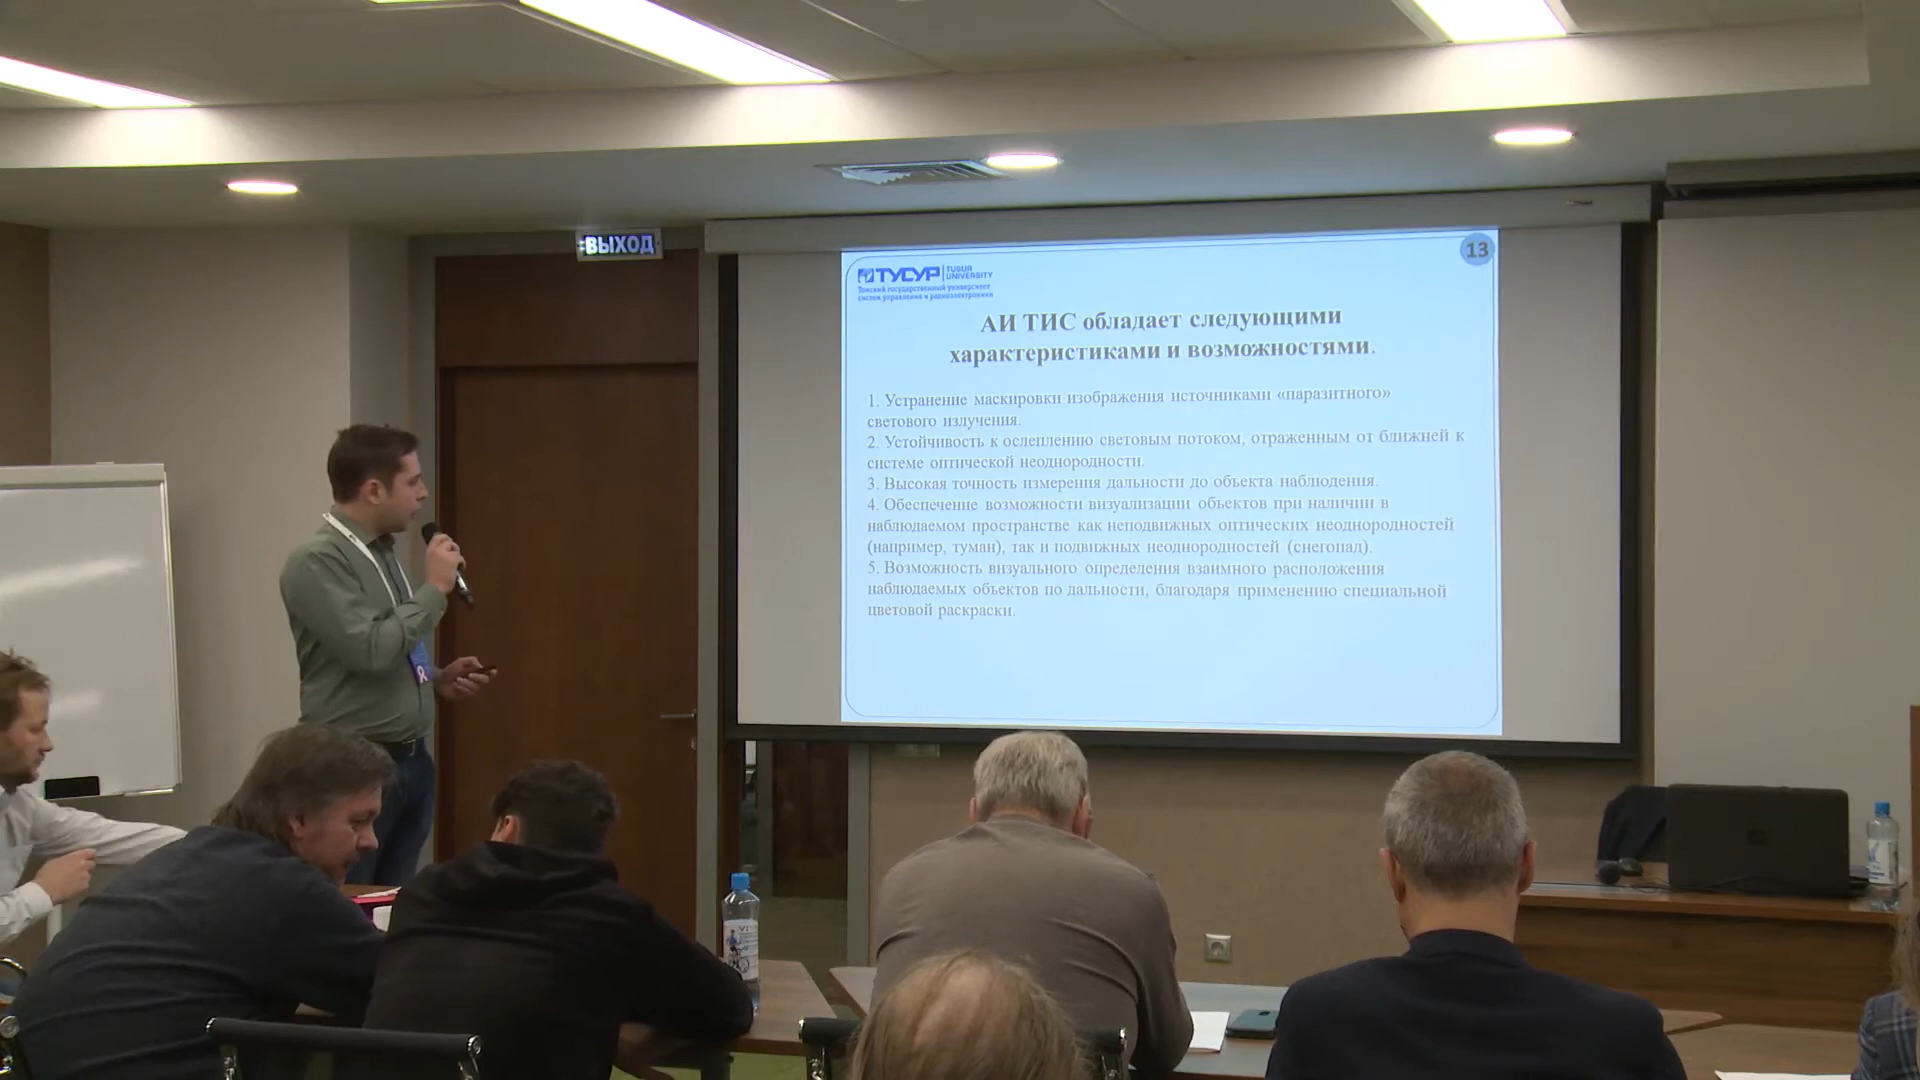 ВЫХОД
13
ТУСУР
TUSUR
UNIVERSITY
Томский государственный университет
систем управления и радиоэлектроники
АИ ТИС обладает следующими
характеристиками и возможностями.
1. Устранение маскировки изображения источниками «паразитного»
светового излучения.
2. Устойчивость к ослеплению световым потоком, отраженным от ближней к
системе оптической неоднородности.
3. Высокая точность измерения дальности до объекта наблюдения.
4. Обеспечение возможности визуализации объектов при наличии в
наблюдаемом пространстве как неподвижных оптических неоднородностей
(например, туман), так и подвижных неоднородностей (снегопад).
5. Возможность визуального определения взаимного расположения
наблюдаемых объектов по дальности, благодаря применению специальной
цветовой раскраски.